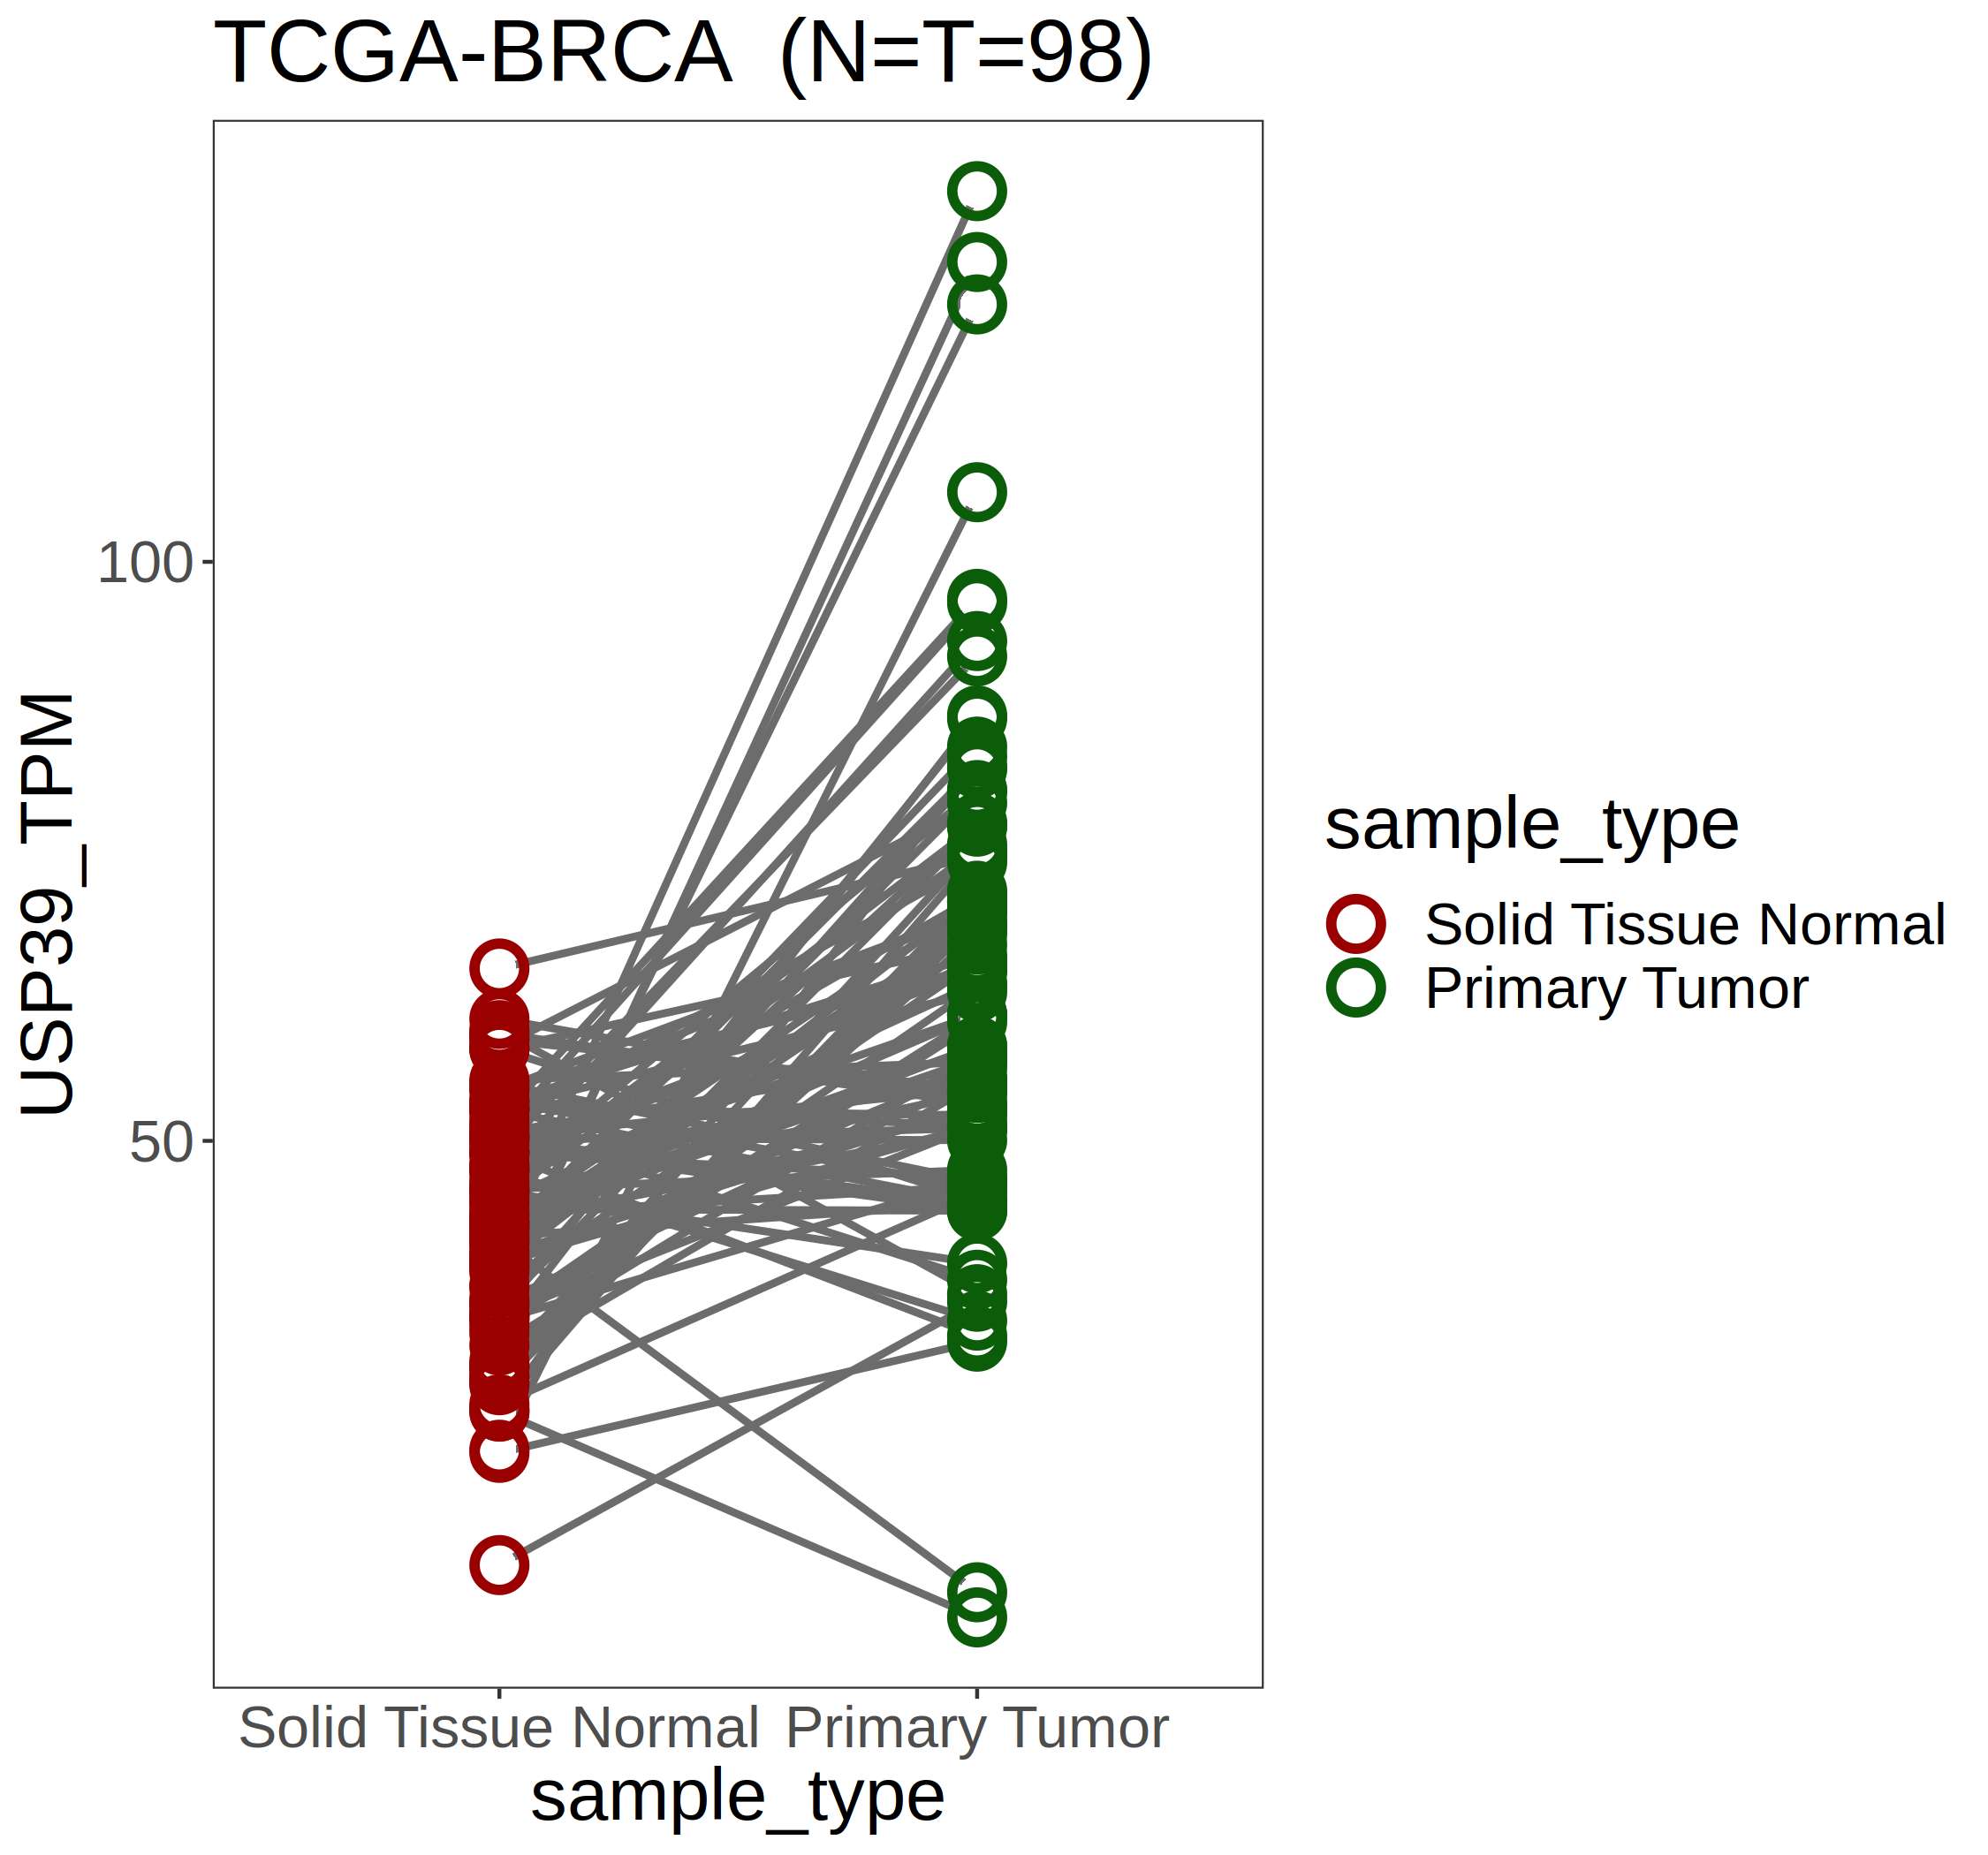 TCGA-BRCA  (N=T=98)
USP39_TPM
100
50
Solid Tissue Normal
Primary Tumor
sample_type
sample_type
Solid Tissue Normal
Primary Tumor